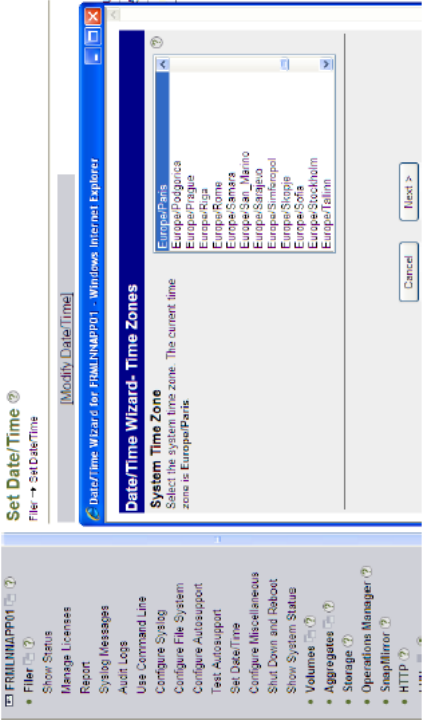 FRMLNNAPP01
Filer
Show Status
Manage Licenses
Report
Syslog Messages
Audit Logs
Use Command Line
Configure Syslog
Configure File System
Configure Autosupport
Test Autosupport
Set Date/Time
Configure Miscellaneous
Shut Down and Reboot
Show System Status
Volumes
Aggregates
Storage
Operations Manager
SnapMirror
HTTP
Set Date/Time
Filer → Set Date/Time
[Modify Date/Time]
Date/Time Wizard for FRMLNNAPP01 - Windows Internet Explorer
Date/Time Wizard- Time Zones
System Time Zone
Select the system time zone. The current time
zone is Europe/Paris.
Europe/Paris
Europe/Podgorica
Europe/Prague
Europe/Riga
Europe/Rome
Europe/Samara
Europe/San_Marino
Europe/Sarajevo
Europe/Simferopol
Europe/Skopje
Europe/Sofia
Europe/Stockholm
Europe/Tallinn
Cancel
Next >